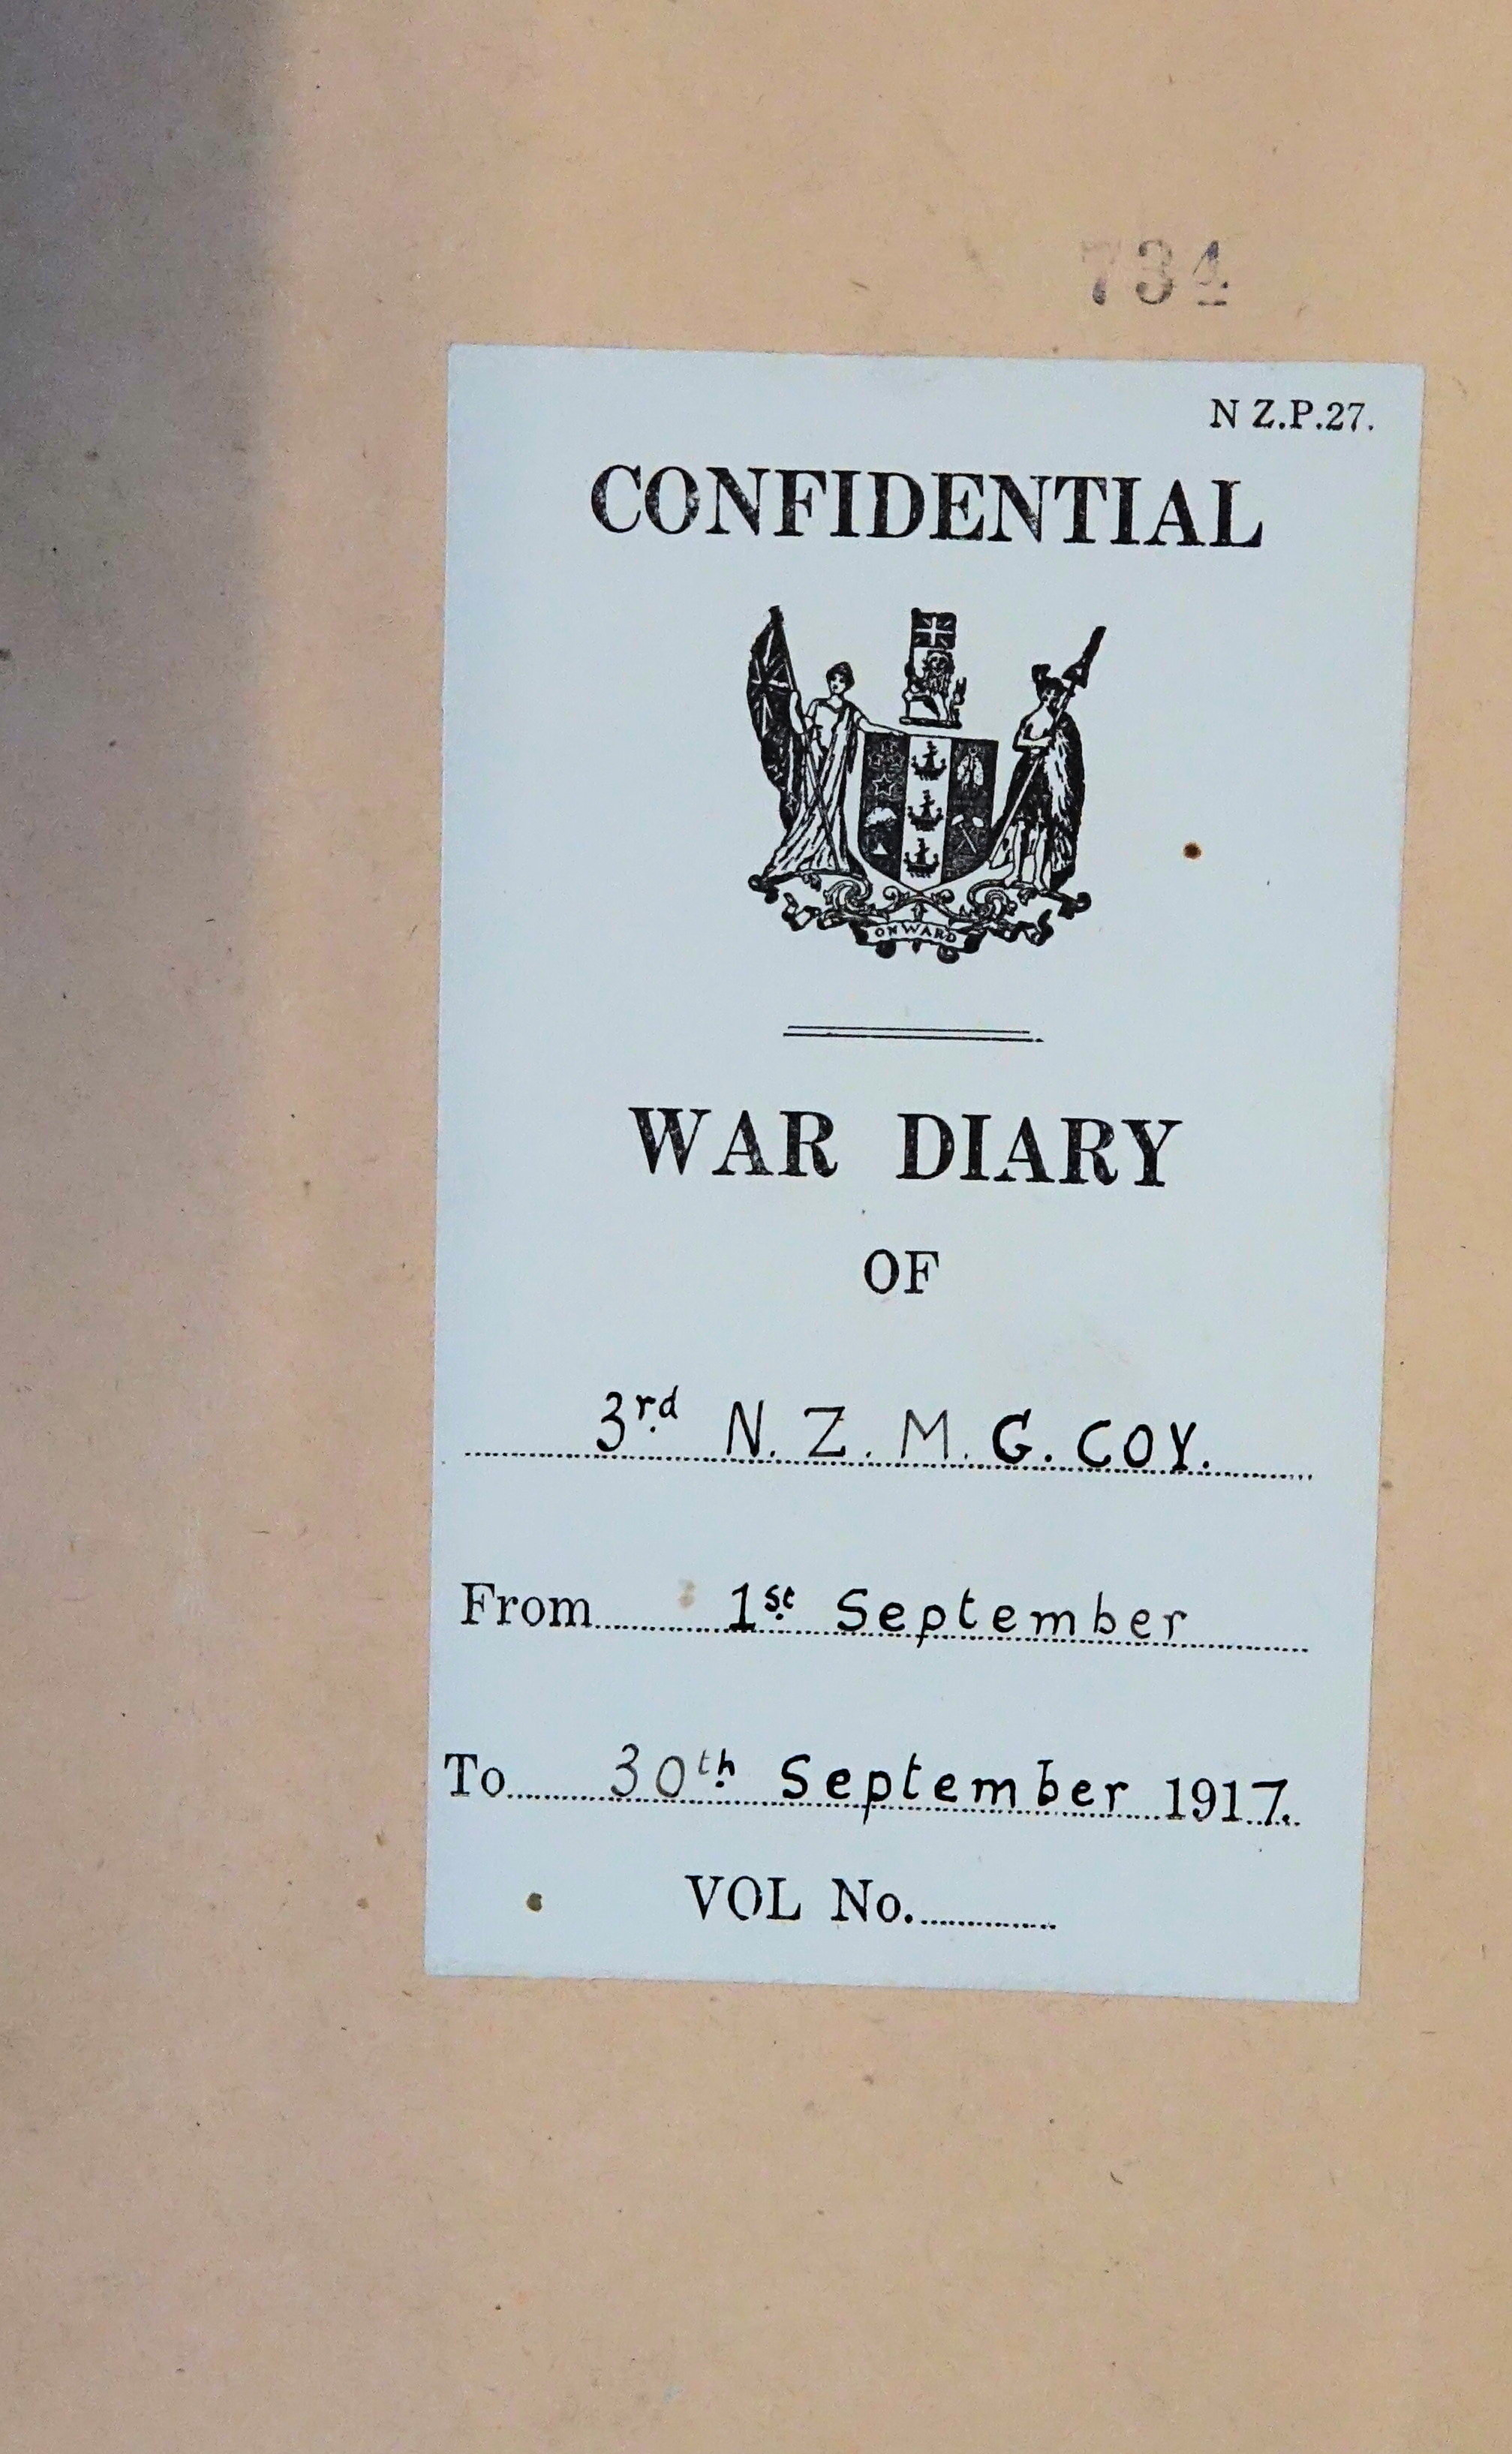 734
N Z.P.27.
CONFIDENTIAL
ONWARD
WAR DIARY
OF
3rd N. Z. M. G. COY.
From 1st September
To 30th September 1917.
VOL No.